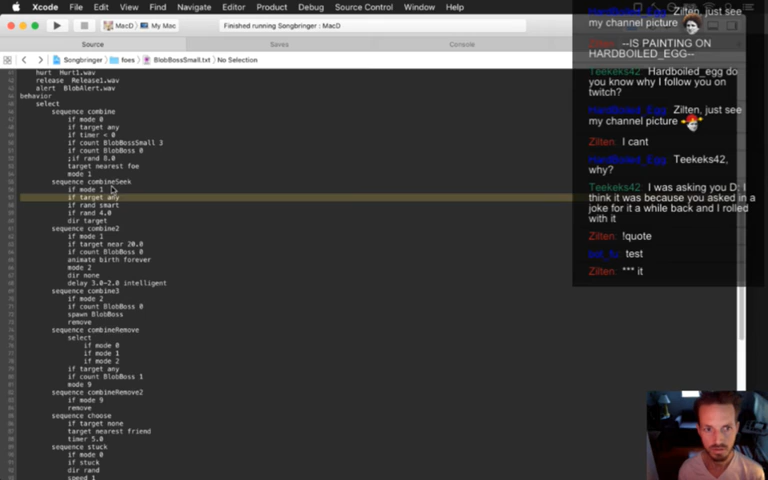 Xcode File Edit View Find Navigate Editor Product Debug Source Control Window
MacD My Mac
Finished running Songbringer : MacD
Source
Saves
Console
Songbringer foes BlobBossSmall.txt No Selection
hurt Hurt1.wav
release Release1.wav
alert BlobAlert.wav
behavior
select
sequence combine
if mode 0
if target any
if timer < 0
if count BlobBossSmall 3
if count BlobBoss 0
;if rand 8.0
target nearest foe
mode 1
sequence combineSeek
if mode 1
if target any
if rand smart
if rand 4.0
dir target
sequence combine2
if mode 1
if target near 20.0
if count BlobBoss 0
animate birth forever
mode 2
dir none
delay 3.0~2.0 intelligent
sequence combine3
if mode 2
if count BlobBoss 0
spawn BlobBoss
remove
sequence combineRemove
select
if mode 0
if mode 1
if mode 2
if target any
if count BlobBoss 1
mode 9
sequence combineRemove2
if mode 9
remove
sequence choose
if target none
target nearest friend
timer 5.0
sequence stuck
if mode 0
if stuck
dir rand
speed 1
Zilten, just see
my channel picture
Zilten: --IS PAINTING ON
HARDBOILED_EGG--
Teekeks42: Hardboiled_egg do
you know why I follow you on
twitch?
Hardboiled_Egg: Zilten, just see
my channel picture
Zilten: I cant
Hardboiled_Egg: Teekeks42,
why?
Teekeks42: I was asking you D: I
think it was because you asked in a
joke for it a while back and I rolled
with it
Zilten: !quote
test
Zilten: *** it